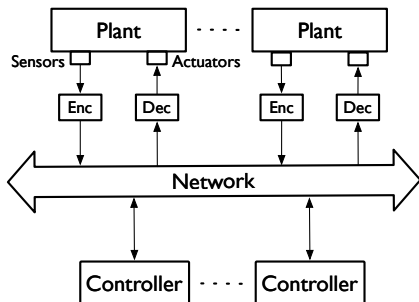 Plant
Plant
Sensors
Actuators
Enc
Dec
Enc
Dec
Network
Controller
Controller